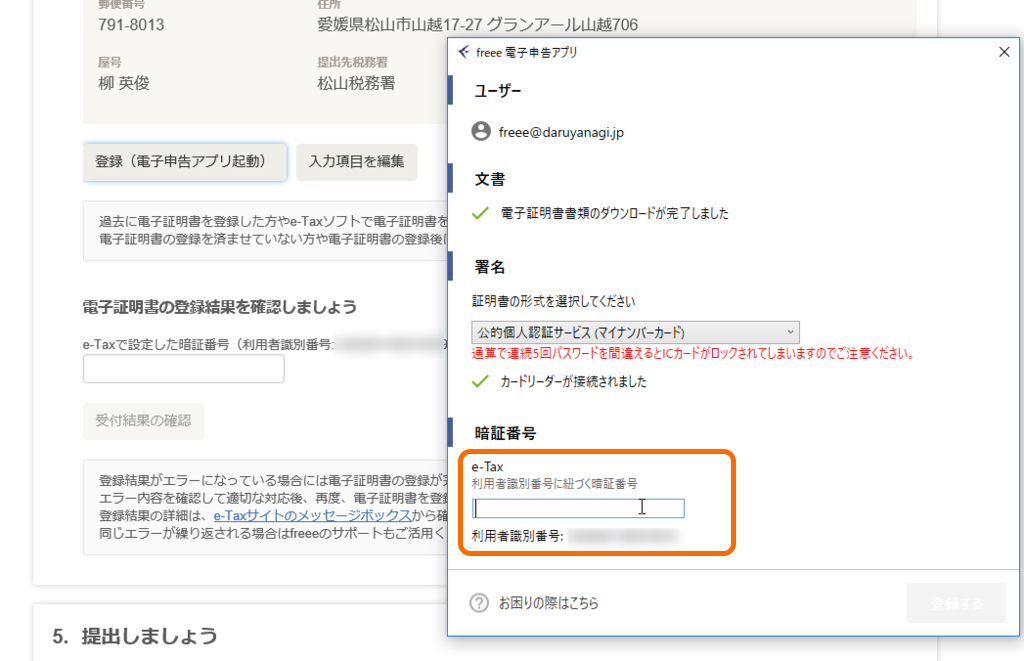 郵便番号
住所
791-8013
愛媛県松山市山越17-27 グランアール山越706
屋号
提出先税務署
柳 英俊
松山税務署
登録（電子申告アプリ起動）
入力項目を編集
過去に電子証明書を登録した方やe-Taxソフトで電子証明書を
電子証明書の登録を済ませていない方や電子証明書の登録後に
電子証明書の登録結果を確認しましょう
e-Taxで設定した暗証番号（利用者識別番号:
受付結果の確認
登録結果がエラーになっている場合には電子証明書の登録が完
エラー内容を確認して適切な対応後、再度、電子証明書を登録
登録結果の詳細は、e-Taxサイトのメッセージボックスから確
同じエラーが繰り返される場合はfreeeのサポートもご活用く
5. 提出しましょう
freee 電子申告アプリ
ユーザー
freee@daruyanagi.jp
文書
電子証明書書類のダウンロードが完了しました
署名
証明書の形式を選択してください
公的個人認証サービス (マイナンバーカード)
通算で連続5回パスワードを間違えるとICカードがロックされてしまいますのでご注意ください。
カードリーダーが接続されました
暗証番号
e-Tax
利用者識別番号に紐づく暗証番号
利用者識別番号:
お困りの際はこちら
登録する